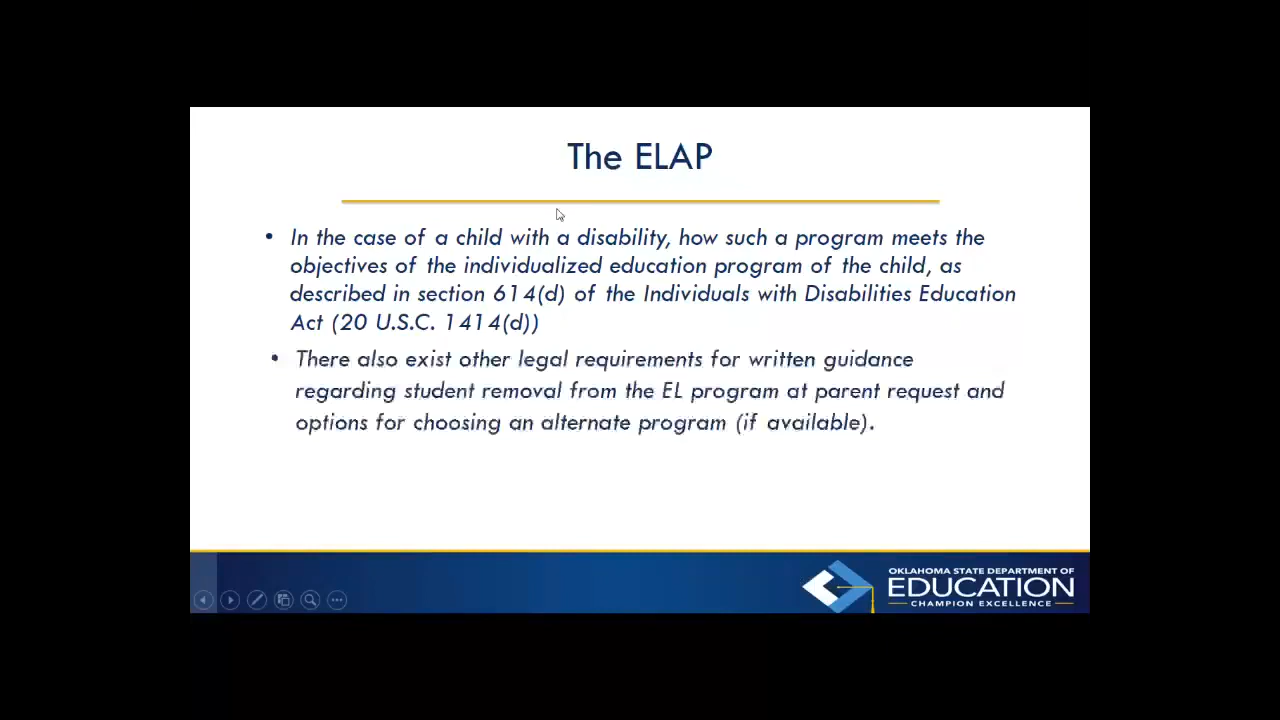 The ELAP
• In the case of a child with a disability, how such a program meets the
objectives of the individualized education program of the child, as
described in section 614(d) of the Individuals with Disabilities Education
Act (20 U.S.C. 1414(d))
• There also exist other legal requirements for written guidance
regarding student removal from the EL program at parent request and
options for choosing an alternate program (if available).
OKLAHOMA STATE DEPARTMENT OF
EDUCATION
CHAMPION EXCELLENCE